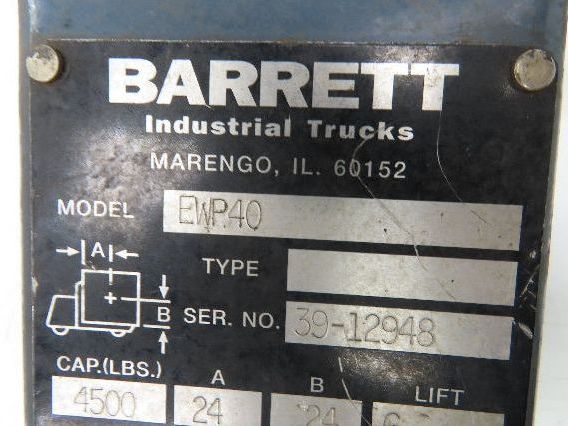 BARRETT
Industrial Trucks
MARENGO, IL. 60152
MODEL EWP40
A
TYPE
B SER. NO. 39-12948
CAP.(LBS.) A B LIFT
4500 24 24